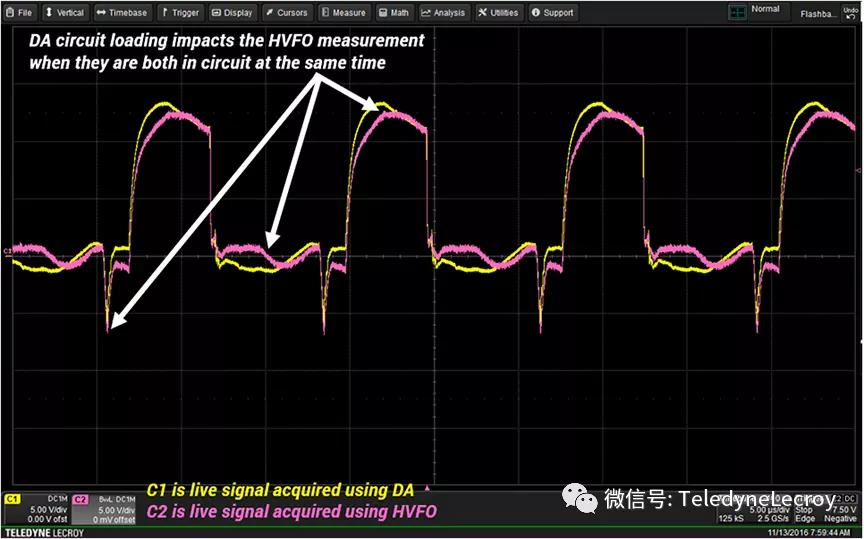 File Vertical Timebase Trigger Display Cursors Measure Math Analysis Utilities Support Normal Flashba... Undo
DA circuit loading impacts the HVFO measurement
when they are both in circuit at the same time
C2
C1 is live signal acquired using DA
C2 is live signal acquired using HVFO
C1 DC1M
5.00 V/div
0.00 V ofst
C2 BwL DC1M
5.00 V/div
0 mV offset
微信号: TeledyneLecroy
C2 DC
5.00 µs/div Stop 7.50 V
125 kS 2.5 GS/s Edge Negative
TELEDYNE LECROY
11/13/2016 7:59:44 AM